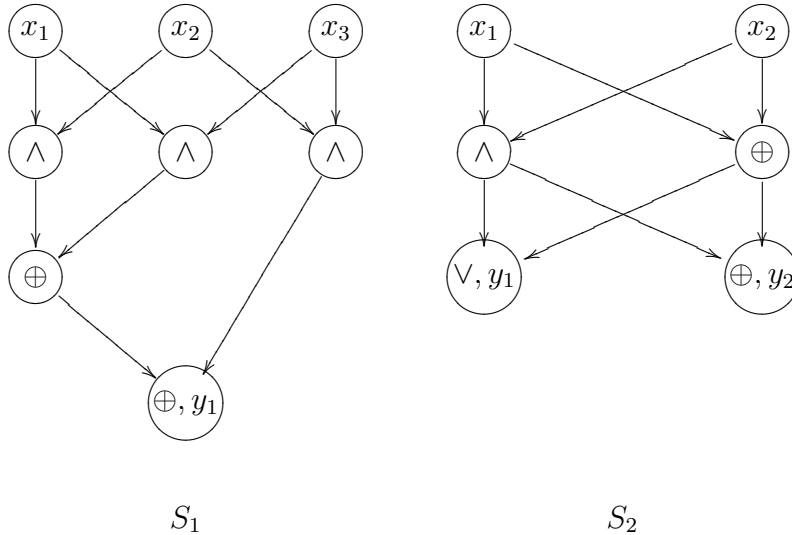 x₁ x₂ x₃ x₁ x₂
∧ ∧ ∧ ∧ ⊕
⊕ ∨, y₁ ⊕, y₂
⊕, y₁
S₁ S₂